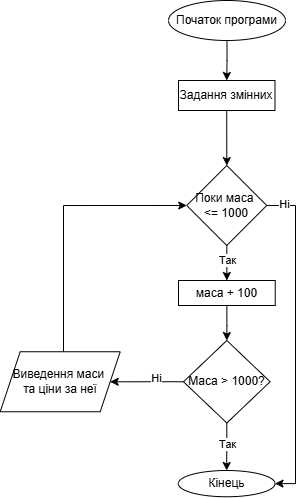 Початок програми
Задання змінних
Поки маса
<= 1000
Ні
Так
маса + 100
Маса > 1000?
Ні
Виведення маси
та ціни за неї
Так
Кінець